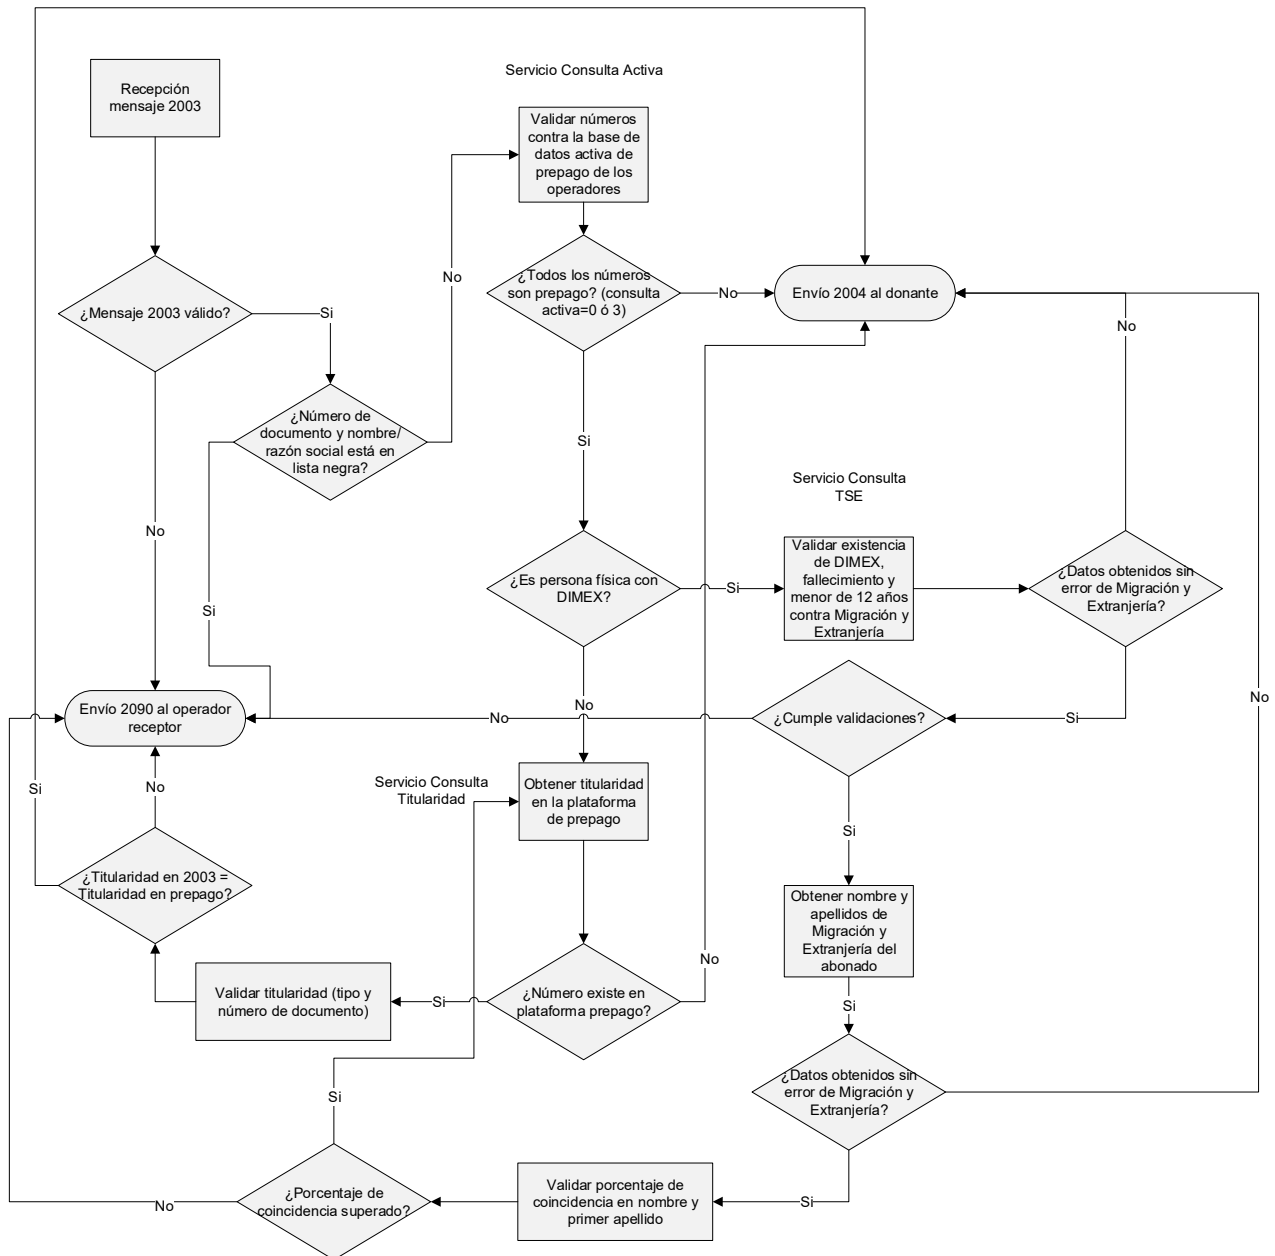 Servicio Consulta Activa
Recepción
mensaje 2003
Validar números
contra la base de
datos activa de
prepago de los
operadores
No
¿Todos los números
son prepago? (consulta
activa=0 ó 3)
No
Envío 2004 al donante
¿Mensaje 2003 válido?
Si
No
¿Número de
documento y nombre/
razón social está en
lista negra?
Si
Servicio Consulta
TSE
No
Validar existencia
de DIMEX,
fallecimiento y
menor de 12 años
contra Migración y
Extranjería
¿Es persona física con
DIMEX?
Si
¿Datos obtenidos sin
error de Migración y
Extranjería?
Si
No
No
Envío 2090 al operador
receptor
No
¿Cumple validaciones?
Si
Servicio Consulta
Titularidad
Obtener titularidad
en la plataforma
de prepago
Si
No
Si
¿Titularidad en 2003 =
Titularidad en prepago?
Obtener nombre y
apellidos de
Migración y
Extranjería del
abonado
No
Validar titularidad (tipo y
número de documento)
Si
¿Número existe en
plataforma prepago?
Si
¿Datos obtenidos sin
error de Migración y
Extranjería?
Si
¿Porcentaje de
coincidencia superado?
No
Validar porcentaje de
coincidencia en nombre y
primer apellido
Si